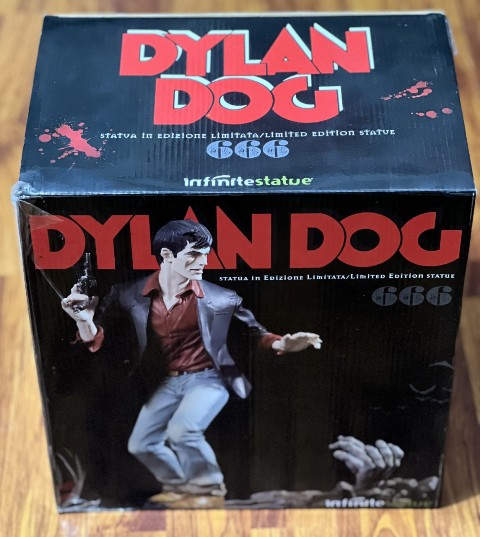 DYLAN
DOG
STATUA IN EDIZIONE LIMITATA/LIMITED EDITION STATUE
666
infinitestatue
DYLAN DOG
STATUA IN EDIZIONE LIMITATA/LIMITED EDITION STATUE
666
infinitestatue